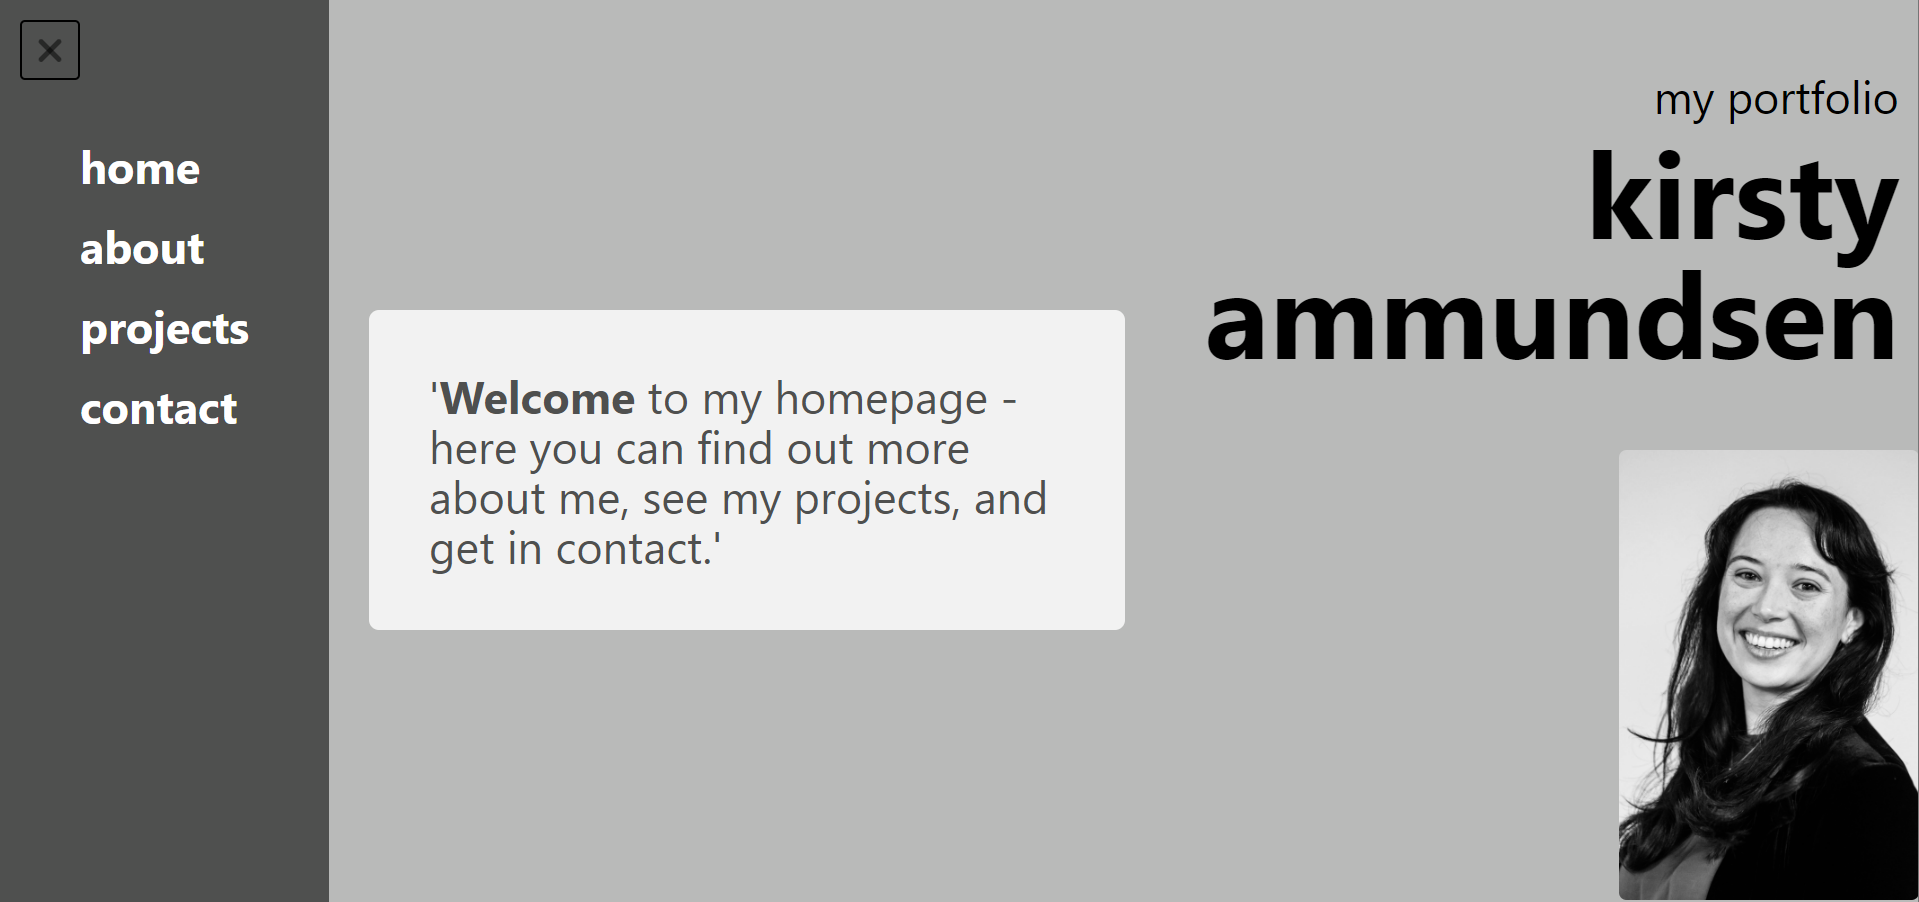 home
about
projects
contact
my portfolio
kirsty
ammundsen
'Welcome to my homepage -
here you can find out more
about me, see my projects, and
get in contact.'